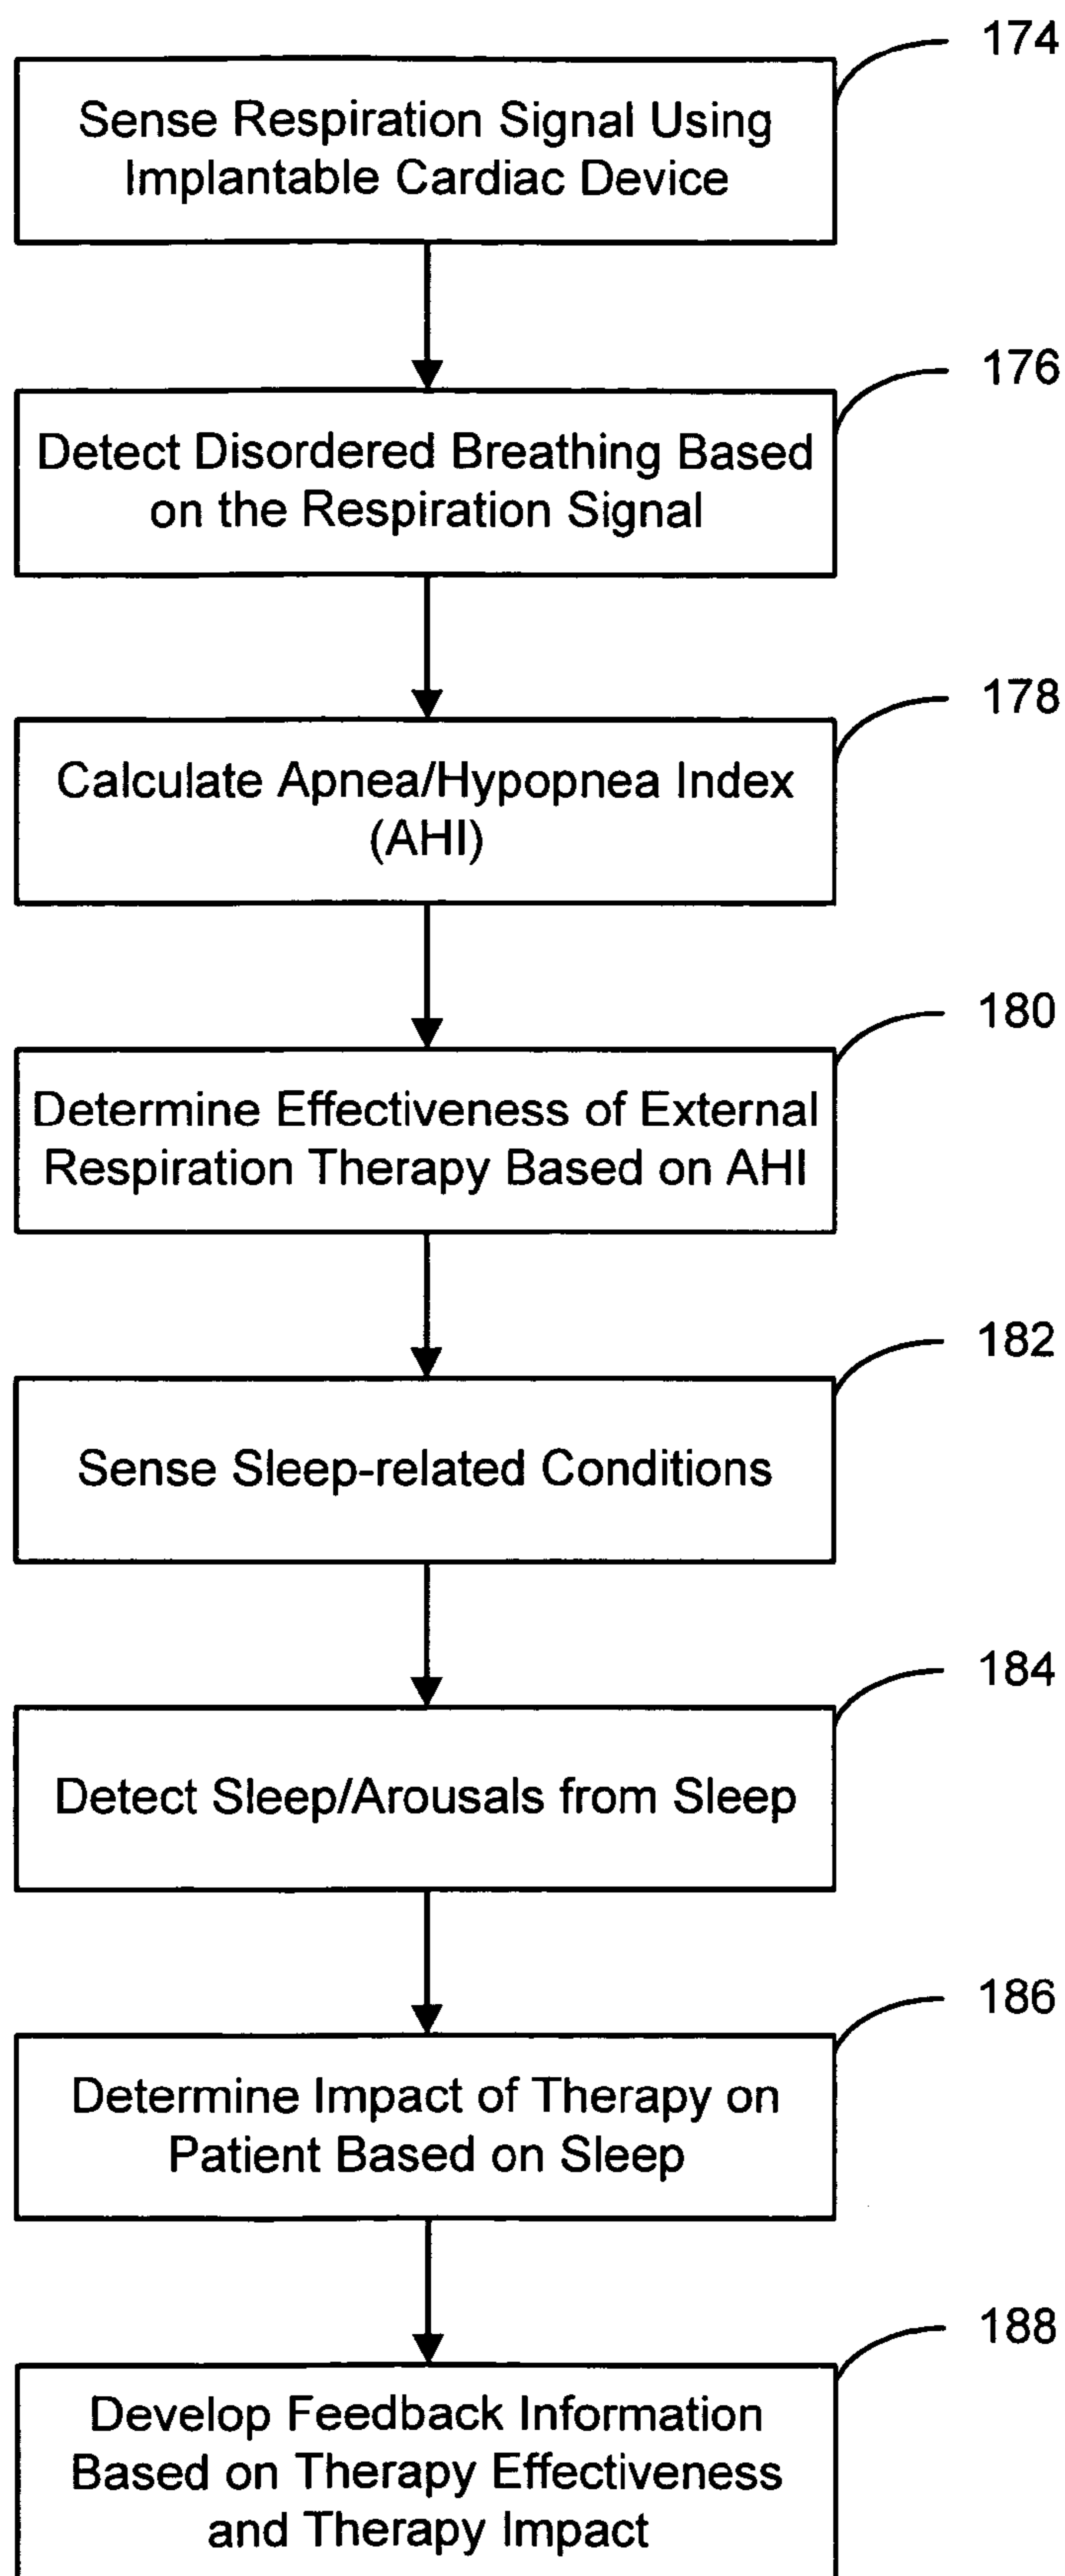 174
Sense Respiration Signal Using
Implantable Cardiac Device
176
Detect Disordered Breathing Based
on the Respiration Signal
178
Calculate Apnea/Hypopnea Index
(AHI)
180
Determine Effectiveness of External
Respiration Therapy Based on AHI
182
Sense Sleep-related Conditions
184
Detect Sleep/Arousals from Sleep
186
Determine Impact of Therapy on
Patient Based on Sleep
188
Develop Feedback Information
Based on Therapy Effectiveness
and Therapy Impact